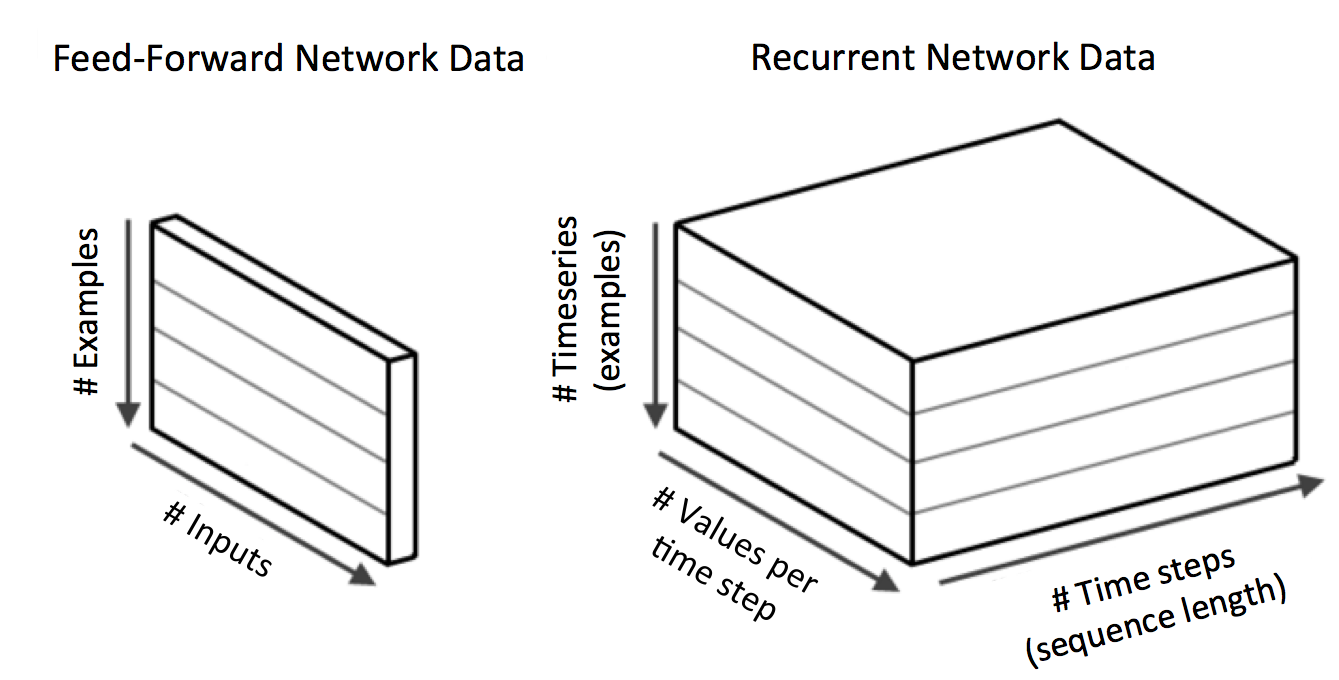 Feed-Forward Network Data
# Examples
# Inputs
Recurrent Network Data
# Timeseries
(examples)
# Values per
time step
# Time steps
(sequence length)